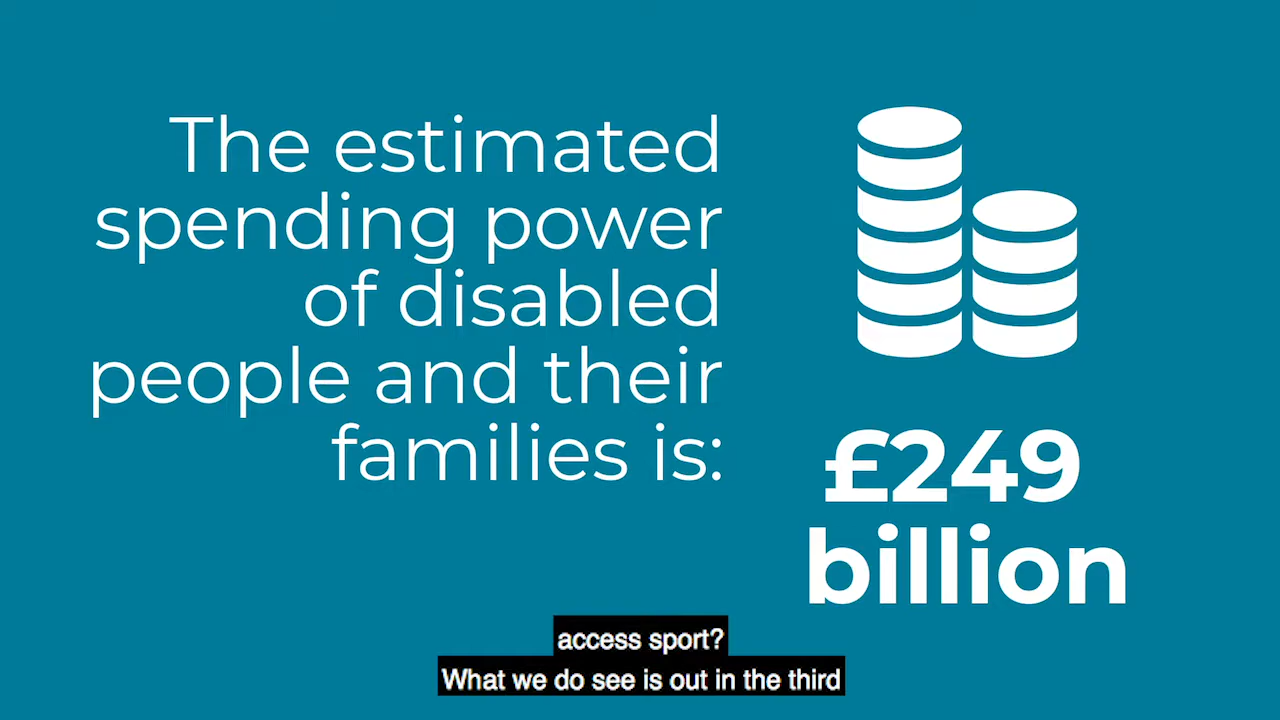 The estimated
spending power
of disabled
people and their
families is:
£249
billion
access sport?
What we do see is out in the third